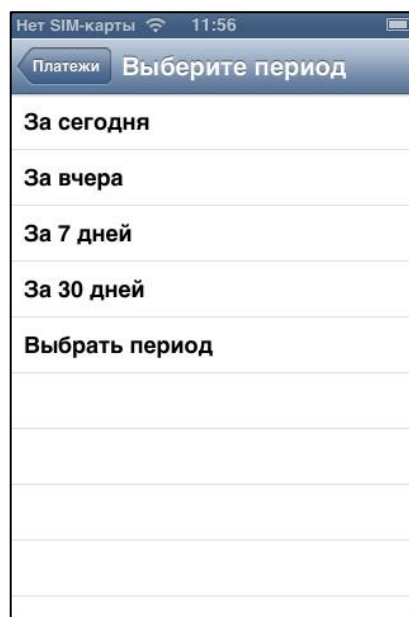 Нет SIM-карты 11:56
Платежи Выберите период
За сегодня
За вчера
За 7 дней
За 30 дней
Выбрать период